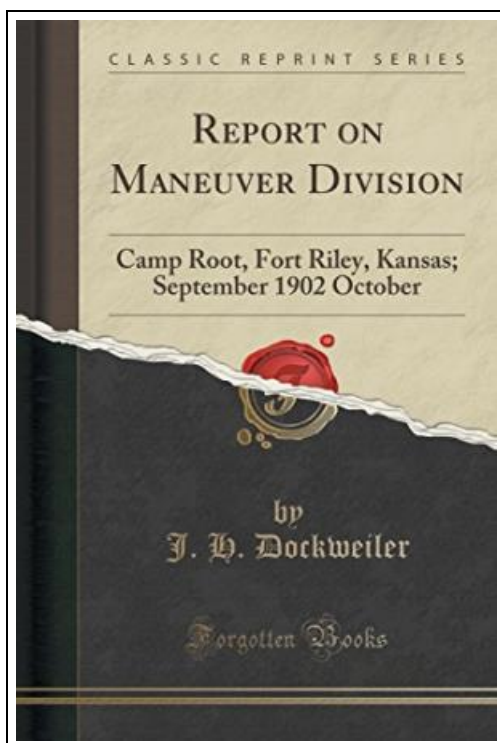 CLASSIC REPRINT SERIES
REPORT ON
MANEUVER DIVISION
Camp Root, Fort Riley, Kansas;
September 1902 October
by
J. H. Dockweiler
Forgotten Books